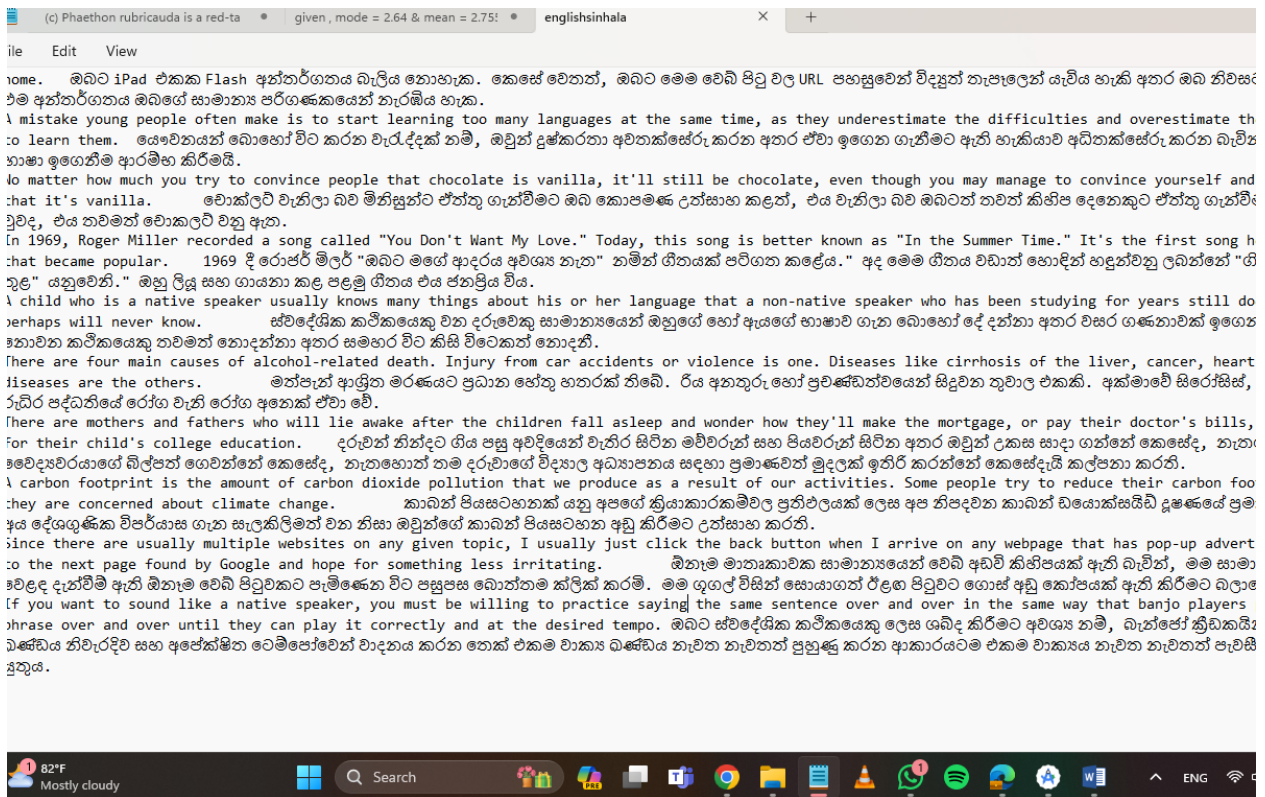 (c) Phaethon rubricauda is a red-ta
given , mode = 2.64 & mean = 2.75!
englishsinhala
Edit View
home. ඔබට iPad එකක Flash අන්තර්ගතය බැලිය නොහැක. කෙසේ වෙතත්, ඔබට මෙම වෙබ් පිටු වල URL පහසුවෙන් විද්‍යුත් තැපෑලෙන් යැවිය හැකි අතර ඔබ
එම අන්තර්ගතය ඔබගේ සාමාන්‍ය පරිගණකයෙන් නැරඹිය හැක.
A mistake young people often make is to start learning too many languages at the same time, as they underestimate the difficulties and overestimate
to learn them. යෞවනයන් බොහෝ විට කරන වැරැද්දක් නම්, ඔවුන් දුෂ්කරතා අවතක්සේරු කරන අතර ඒවා ඉගෙන ගැනීමට ඇති හැකියාව අධිතක්සේරු කරන බැවින්
භාෂා ඉගෙනීම ආරම්භ කිරීමයි.
No matter how much you try to convince people that chocolate is vanilla, it'll still be chocolate, even though you may manage to convince yourself and
that it's vanilla. චොක්ලට් වැනිලා බව මිනිසුන්ට ඒත්තු ගැන්වීමට ඔබ කොපමණ උත්සාහ කළත්, එය වැනිලා බව ඔබටත් තවත් කිහිප දෙනෙකුට ඒත්තු
වුවද, එය තවමත් චොකලට් වනු ඇත.
In 1969, Roger Miller recorded a song called "You Don't Want My Love." Today, this song is better known as "In the Summer Time." It's the first song
that became popular. 1969 දී රොජර් මිලර් "ඔබට මගේ ආදරය අවශ්‍ය නැත" නමින් ගීතයක් පටිගත කළේය." අද මෙම ගීතය වඩාත් හොඳින් හඳුන්වනු ලබන්නේ
තුළ" යනුවෙනි." ඔහු ලියූ සහ ගායනා කළ පළමු ගීතය එය ජනප්‍රිය විය.
A child who is a native speaker usually knows many things about his or her language that a non-native speaker who has been studying for years still
perhaps will never know. ස්වදේශික කථිකයෙකු වන දරුවෙකු සාමාන්‍යයෙන් ඔහුගේ හෝ ඇයගේ භාෂාව ගැන බොහෝ දේ දන්නා අතර වසර ගණනාවක්
නොවන කථිකයෙකු තවමත් නොදන්නා අතර සමහර විට කිසි විටෙකත් නොදනී.
There are four main causes of alcohol-related death. Injury from car accidents or violence is one. Diseases like cirrhosis of the liver, cancer, heart
diseases are the others. මත්පැන් ආශ්‍රිත මරණයට ප්‍රධාන හේතු හතරක් තිබේ. රිය අනතුරු හෝ ප්‍රචණ්ඩත්වයෙන් සිදුවන තුවාල එකකි. අක්මාවේ සිරෝසිස්,
රුධිර පද්ධතියේ රෝග වැනි රෝග අනෙක් ඒවා වේ.
There are mothers and fathers who will lie awake after the children fall asleep and wonder how they'll make the mortgage, or pay their doctor's bills,
for their child's college education. දරුවන් නින්දට ගිය පසු අවදියෙන් වැතිර සිටින මව්වරුන් සහ පියවරුන් සිටින අතර ඔවුන් උකස සාදා ගන්නේ කෙසේද,
වෛද්‍යවරයාගේ බිල්පත් ගෙවන්නේ කෙසේද, නැතහොත් තම දරුවාගේ විද්‍යාල අධ්‍යාපනය සඳහා ප්‍රමාණවත් මුදලක් ඉතිරි කරන්නේ කෙසේදැයි කල්පනා කරති.
A carbon footprint is the amount of carbon dioxide pollution that we produce as a result of our activities. Some people try to reduce their carbon
they are concerned about climate change. කාබන් පියසටහනක් යනු අපගේ ක්‍රියාකාරකම්වල ප්‍රතිඵලයක් ලෙස අප නිපදවන කාබන් ඩයොක්සයිඩ් දූෂණයේ
අය දේශගුණික විපර්යාස ගැන සැලකිලිමත් වන නිසා ඔවුන්ගේ කාබන් පියසටහන අඩු කිරීමට උත්සාහ කරති.
Since there are usually multiple websites on any given topic, I usually just click the back button when I arrive on any webpage that has pop-up
to the next page found by Google and hope for something less irritating. ඕනෑම මාතෘකාවක සාමාන්‍යයෙන් වෙබ් අඩවි කිහිපයක් ඇති බැවින්, මම
වෙළඳ දැන්වීම් ඇති ඕනෑම වෙබ් පිටුවකට පැමිණෙන විට පසුපස බොත්තම ක්ලික් කරමි. මම ගූගල් විසින් සොයාගත් ඊළඟ පිටුවට ගොස් අඩු කෝපයක් ඇති කිරීමට
If you want to sound like a native speaker, you must be willing to practice saying the same sentence over and over in the same way that banjo players
phrase over and over until they can play it correctly and at the desired tempo. ඔබට ස්වදේශික කථිකයෙකු ලෙස ශබ්ද කිරීමට අවශ්‍ය නම්, බැන්ජෝ
ඛණ්ඩය නිවැරදිව සහ අපේක්ෂිත ටෙම්පෝවෙන් වාදනය කරන තෙක් එකම වාක්‍ය ඛණ්ඩය නැවත නැවතත් පුහුණු කරන ආකාරයටම එකම වාක්‍යය නැවත නැවතත්
යුතුය.
1 82°F
Mostly cloudy
Search
PRE
1
ENG